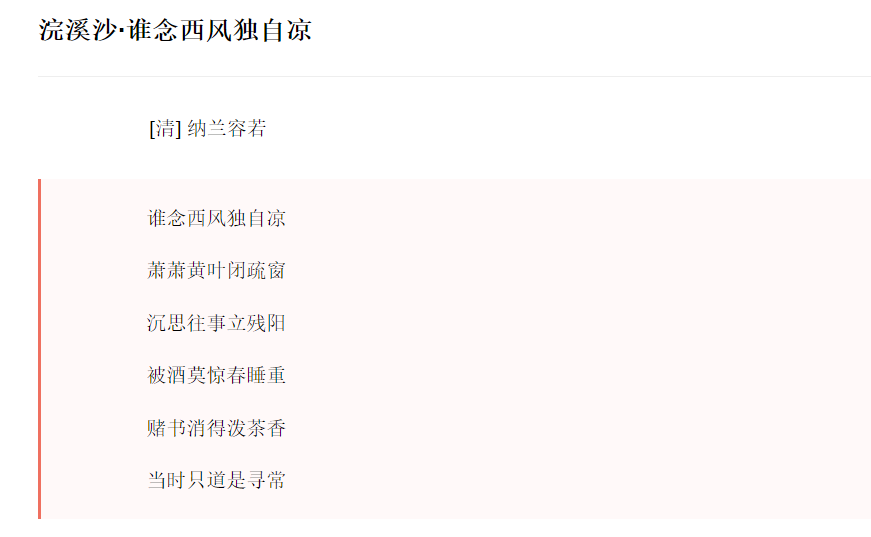 浣溪沙·谁念西风独自凉
[清] 纳兰容若
谁念西风独自凉
萧萧黄叶闭疏窗
沉思往事立残阳
被酒莫惊春睡重
赌书消得泼茶香
当时只道是寻常